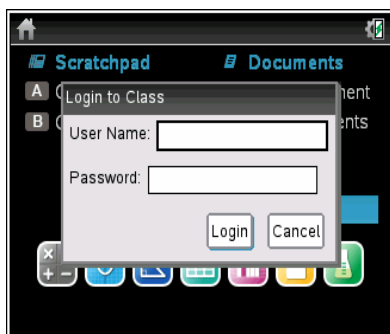 Scratchpad Documents
A
Login to Class
B
User Name:
Password:
Login Cancel